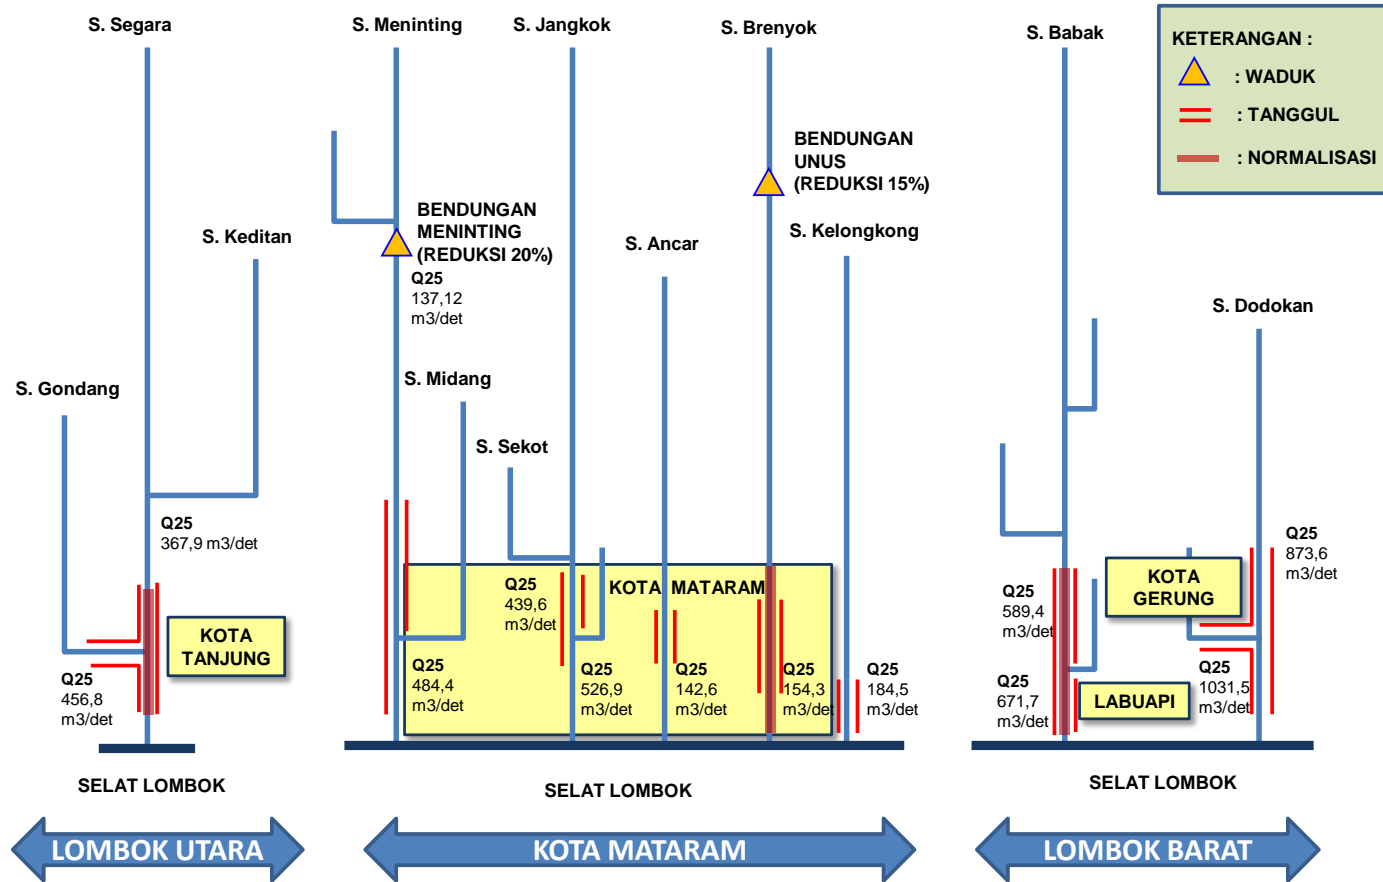 S. Segara
S. Keditan
S. Gondang
Q25
367,9 m3/det
KOTA
TANJUNG
Q25
456,8
m3/det
SELAT LOMBOK
LOMBOK UTARA
S. Meninting
S. Jangkok
S. Brenyok
BENDUNGAN
UNUS
(REDUKSI 15%)
BENDUNGAN
MENINTING
(REDUKSI 20%)
Q25
137,12
m3/det
S. Ancar
S. Kelongkong
S. Midang
S. Sekot
KOTA MATARAM
Q25
439,6
m3/det
Q25
484,4
m3/det
Q25
526,9
m3/det
Q25
142,6
m3/det
Q25
154,3
m3/det
Q25
184,5
m3/det
SELAT LOMBOK
KOTA MATARAM
S. Babak
S. Dodokan
Q25
873,6
m3/det
Q25
589,4
m3/det
KOTA
GERUNG
Q25
671,7
m3/det
LABUAPI
Q25
1031,5
m3/det
SELAT LOMBOK
LOMBOK BARAT
KETERANGAN :
: WADUK
: TANGGUL
: NORMALISASI